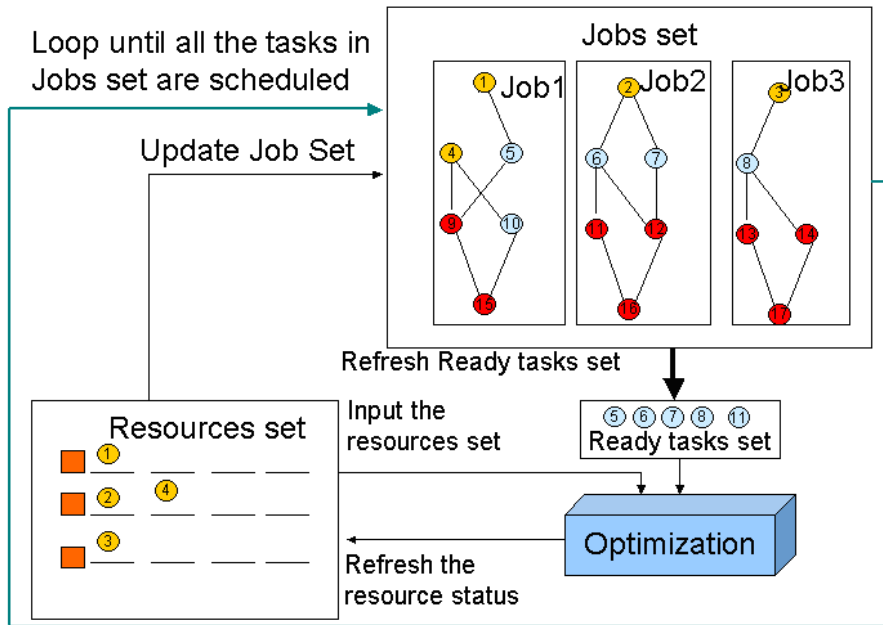 Loop until all the tasks in
Jobs set are scheduled
Update Job Set
Jobs set
Job1
Job2
Job3
1
2
3
4
5
6
7
8
9
10
11
12
13
14
15
16
17
Refresh Ready tasks set
5 6 7 8 11
Ready tasks set
Input the
resources set
Resources set
1
2
4
3
Optimization
Refresh the
resource status